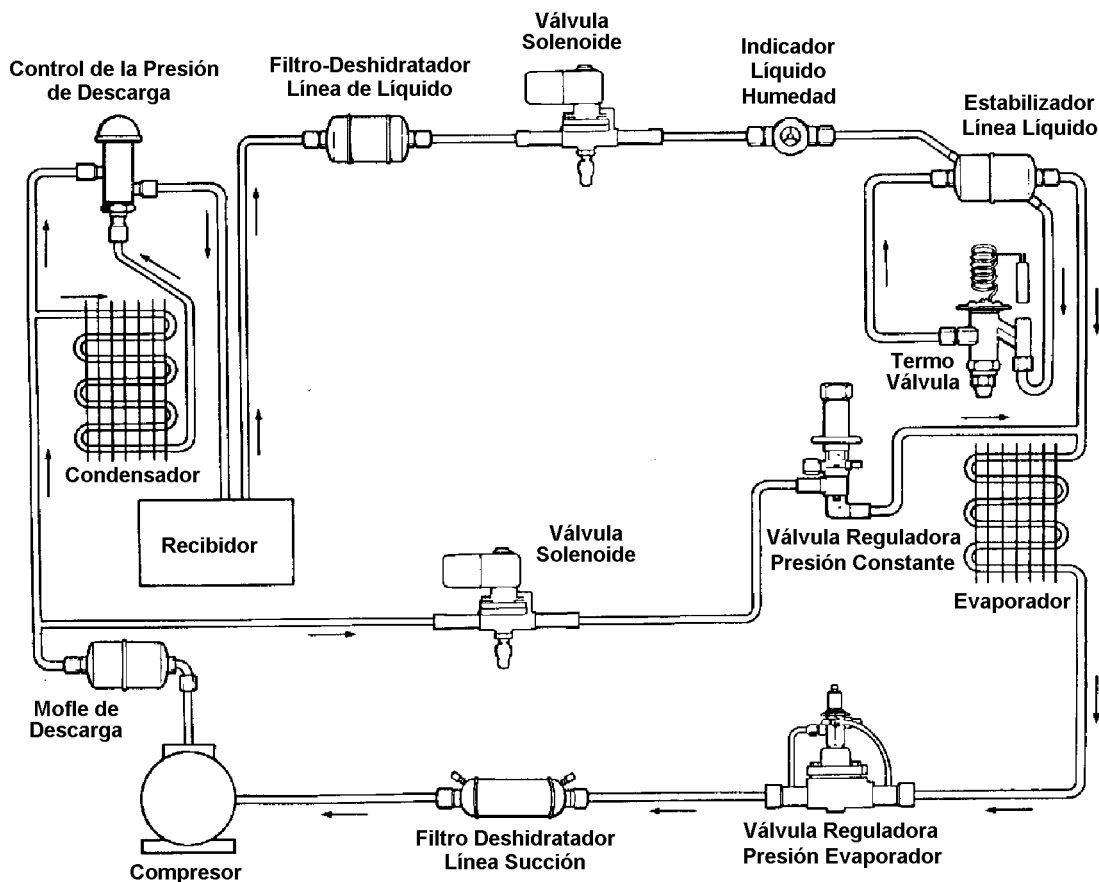 Válvula
Solenoide
Control de la Presión
de Descarga
Filtro-Deshidratador
Línea de Líquido
Indicador
Líquido
Humedad
Estabilizador
Línea Líquido
Termo
Válvula
Condensador
Recibidor
Válvula
Solenoide
Válvula Reguladora
Presión Constante
Evaporador
Mofle de
Descarga
Compresor
Filtro Deshidratador
Línea Succión
Válvula Reguladora
Presión Evaporador